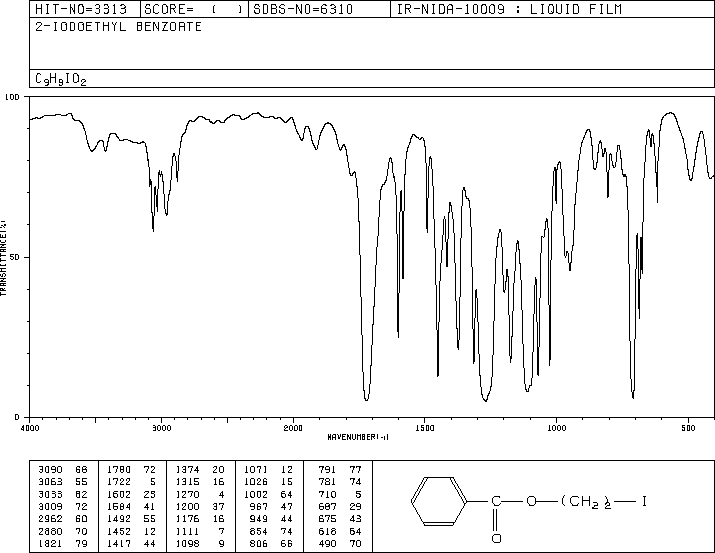 HIT-NO=3313 SCORE= ( ) SDBS-NO=6310 IR-NIDA-10009 : LIQUID FILM
2-IODOETHYL BENZOATE
C9H9IO2
100
50
0
TRANSMITTANCE(%)
4000 3000 2000 1500 1000 500
WAVENUMBER(-1)
3090 68 1780 72 1374 20 1071 12 791 77
3063 55 1722 5 1315 16 1026 15 781 74
3033 62 1602 23 1270 4 1002 64 710 5
3009 72 1584 41 1200 37 967 47 687 29
2962 60 1492 55 1176 16 949 44 675 43
2880 70 1452 12 1111 7 854 74 618 64
1821 79 1417 44 1098 9 806 66 490 70
C O (CH2)2 I
O